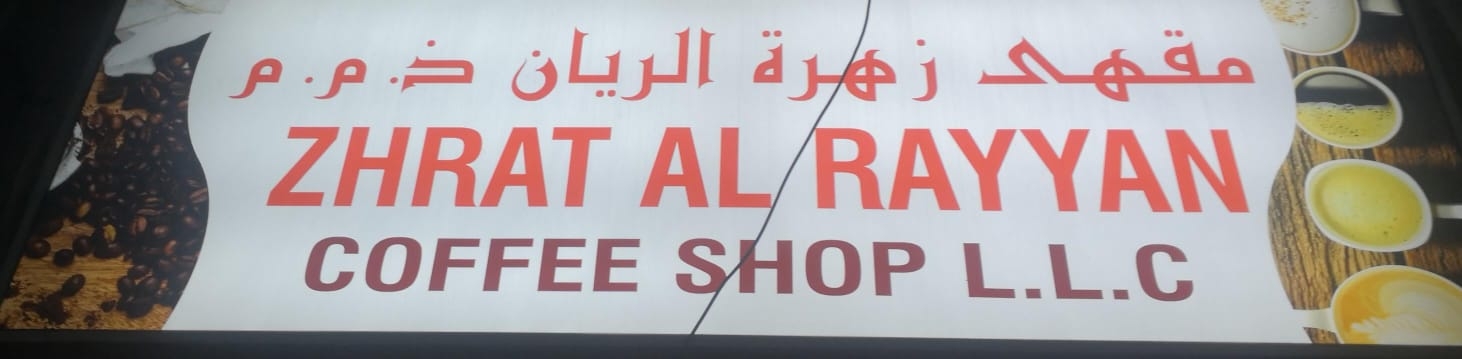 مقهى زهرة الريان ذ.م.م
ZHRAT AL RAYYAN
COFFEE SHOP L.L.C